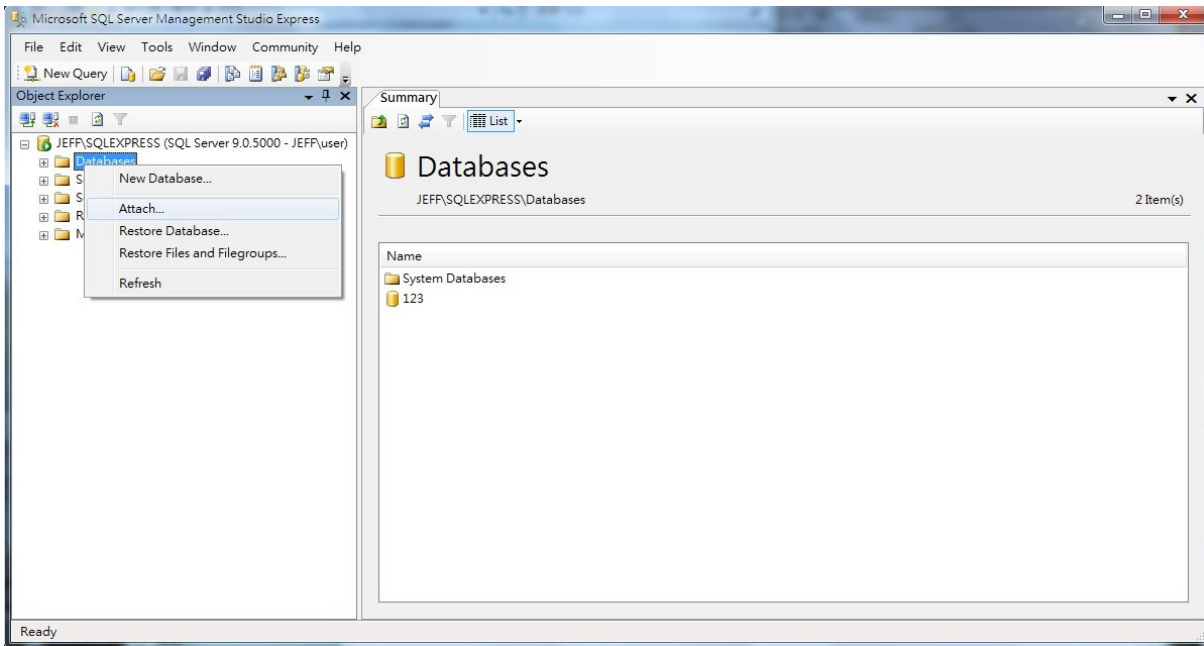 Microsoft SQL Server Management Studio Express
File Edit View Tools Window Community Help
New Query
Object Explorer
JEFF\SQLEXPRESS (SQL Server 9.0.5000 - JEFF\user)
Databases
S
S
R
M
New Database...
Attach...
Restore Database...
Restore Files and Filegroups...
Refresh
Summary
List
Databases
JEFF\SQLEXPRESS\Databases 2 Item(s)
Name
System Databases
123
Ready